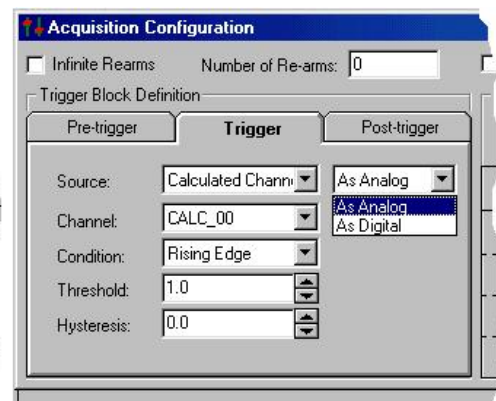 Acquisition Configuration
Infinite Rearms Number of Re-arms: 0
Trigger Block Definition
Pre-trigger Trigger Post-trigger
Source: Calculated Chann As Analog
As Analog
As Digital
Channel: CALC_00
Condition: Rising Edge
Threshold: 1.0
Hysteresis: 0.0